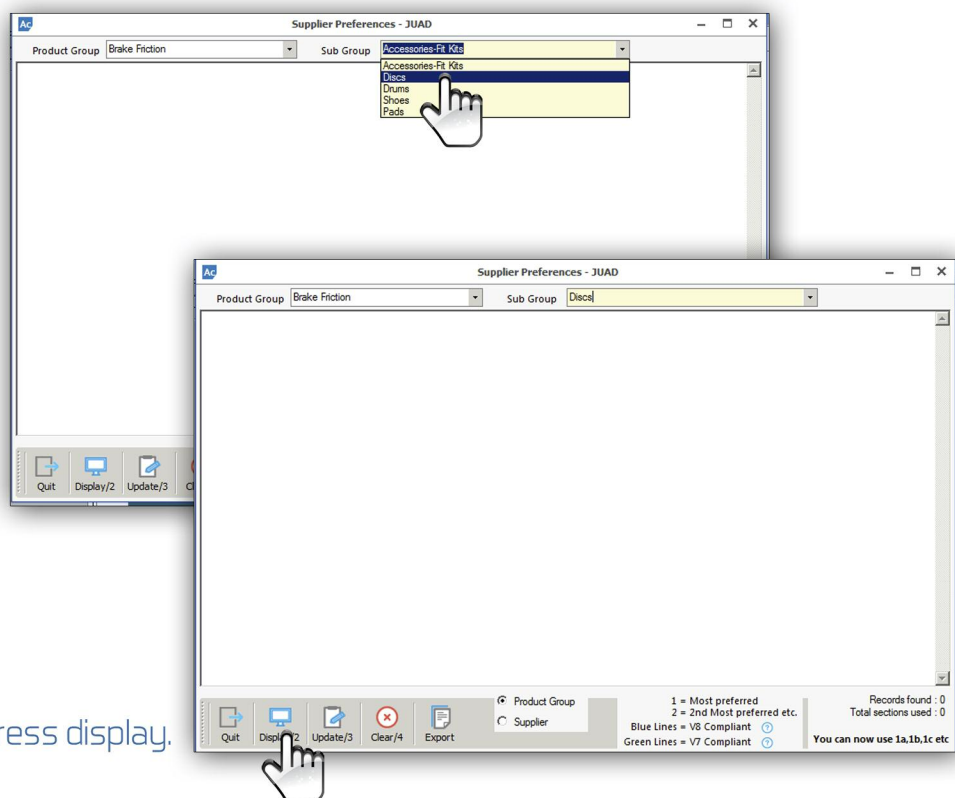 Ac
Supplier Preferences - JUAD
Product Group Brake Friction Sub Group Accessories-Fit Kits
Accessories-Fit Kits
Discs
Drums
Shoes
Pads
Quit Display/2 Update/3
Ac
Supplier Preferences - JUAD
Product Group Brake Friction Sub Group Discs
Quit Display/2 Update/3 Clear/4 Export
Product Group
Supplier
1 = Most preferred
2 = 2nd Most preferred etc.
Blue Lines = V8 Compliant ?
Green Lines = V7 Compliant ?
Records found : 0
Total sections used : 0
You can now use 1a,1b,1c etc
ress display.